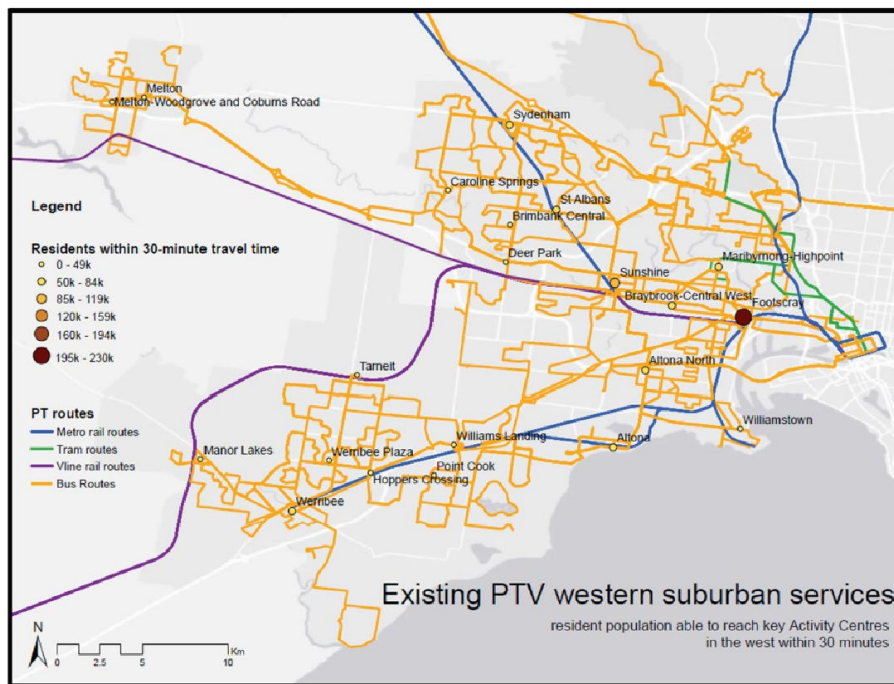 Melton
Melton-Woodgrove and Coburns Road
Sydenham
Caroline Springs
St Albans
Brimbank Central
Deer Park
Sunshine
Maribyrnong-Highpoint
Braybrook-Central West
Footscray
Tarneit
Altona North
Williamstown
Manor Lakes
Werribee Plaza
Williams Landing
Altona
Point Cook
Hoppers Crossing
Werribee
Legend
Residents within 30-minute travel time
0 - 49k
50k - 84k
85k - 119k
120k - 159k
160k - 194k
195k - 230k
PT routes
Metro rail routes
Tram routes
Vline rail routes
Bus Routes
N
Km
0 2.5 5 10
Existing PTV western suburban services
resident population able to reach key Activity Centres
in the west within 30 minutes